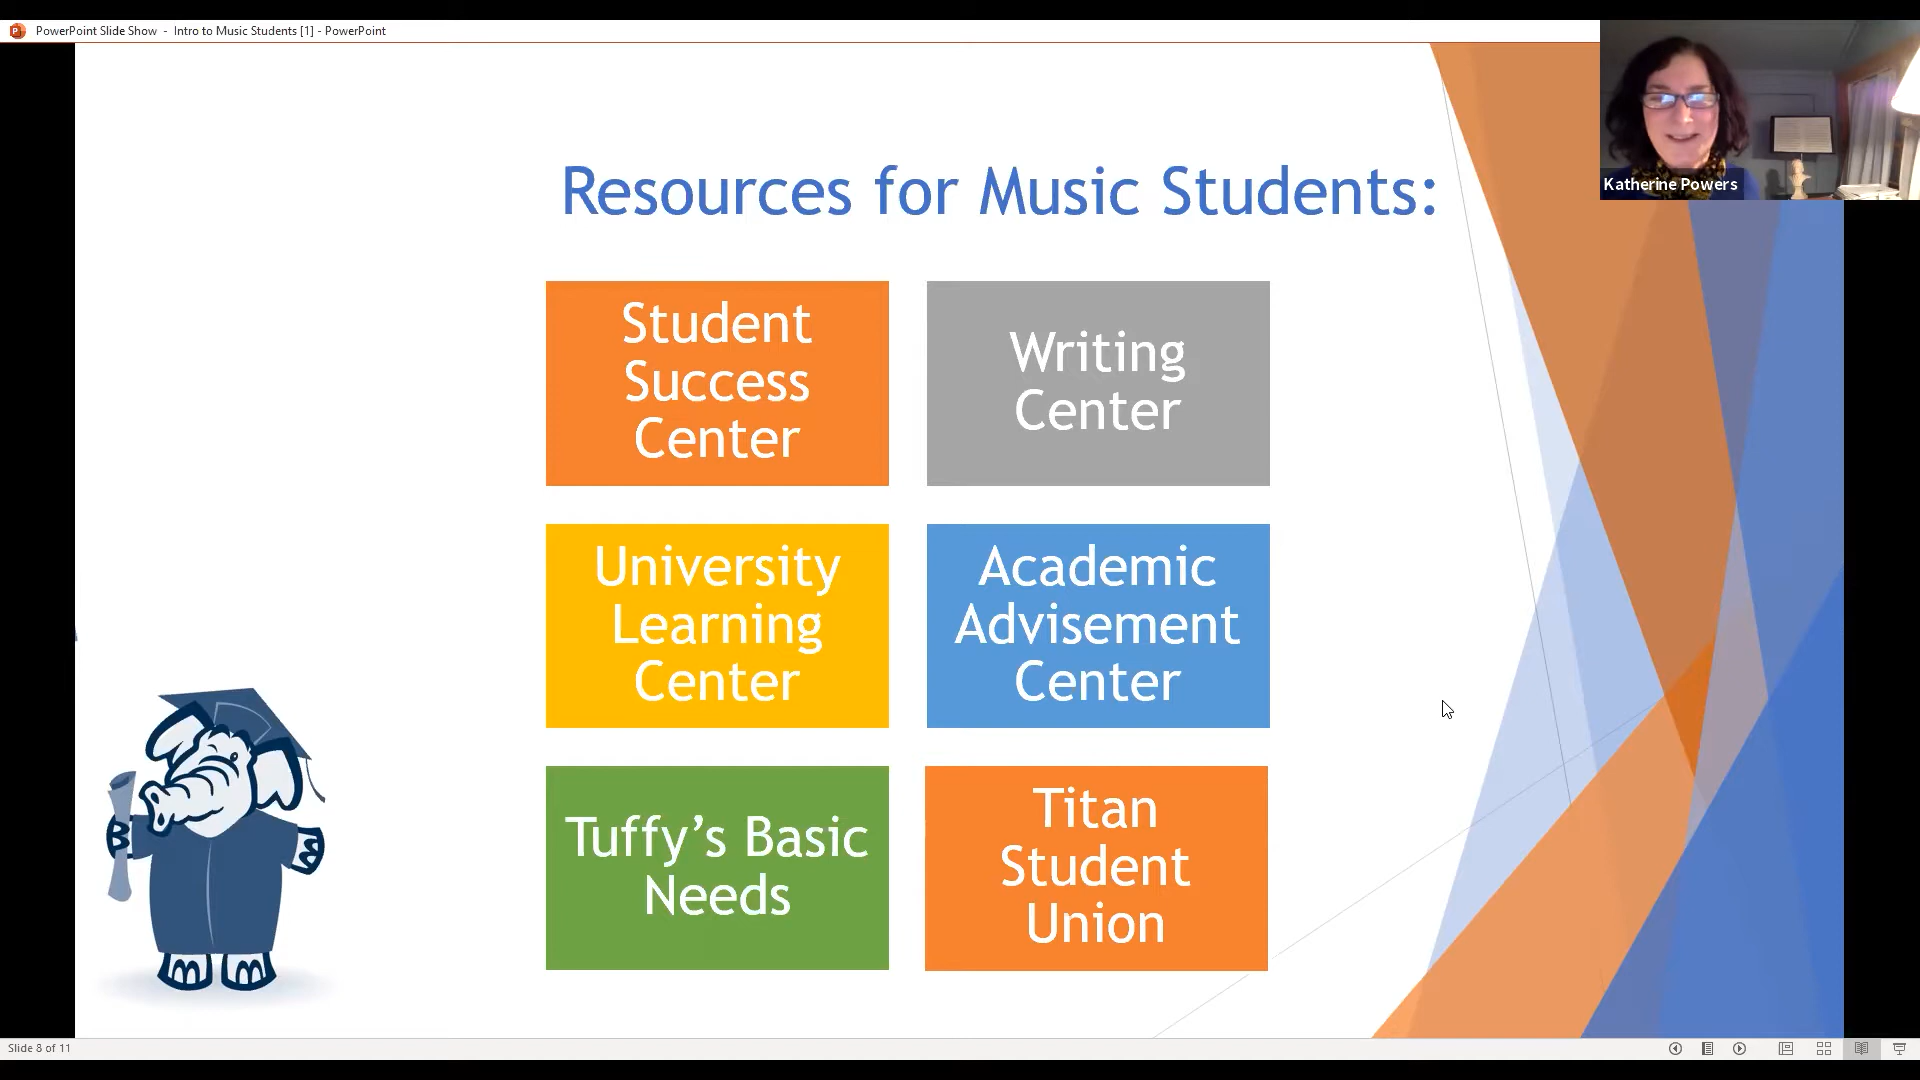 PowerPoint Slide Show - Intro to Music Students [1] - PowerPoint
Katherine Powers
Resources for Music Students:
Student
Success
Center
Writing
Center
University
Learning
Center
Academic
Advisement
Center
Tuffy's Basic
Needs
Titan
Student
Union
Slide 8 of 11